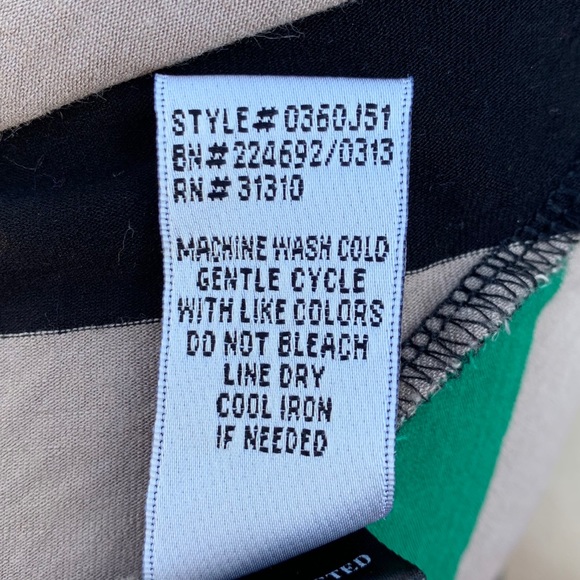 STYLE# 0360J51
BN# 224692/0313
RN# 31310
MACHINE WASH COLD
GENTLE CYCLE
WITH LIKE COLORS
DO NOT BLEACH
LINE DRY
COOL IRON
IF NEEDED